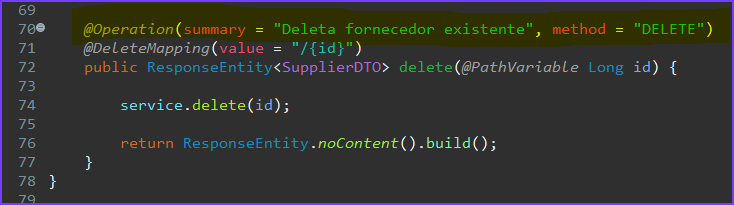 69
70 @Operation(summary = "Deleta fornecedor existente", method = "DELETE")
71 @DeleteMapping(value = "/{id}")
72 public ResponseEntity<SupplierDTO> delete(@PathVariable Long id) {
73
74 service.delete(id);
75
76 return ResponseEntity.noContent().build();
77 }
78 }
79